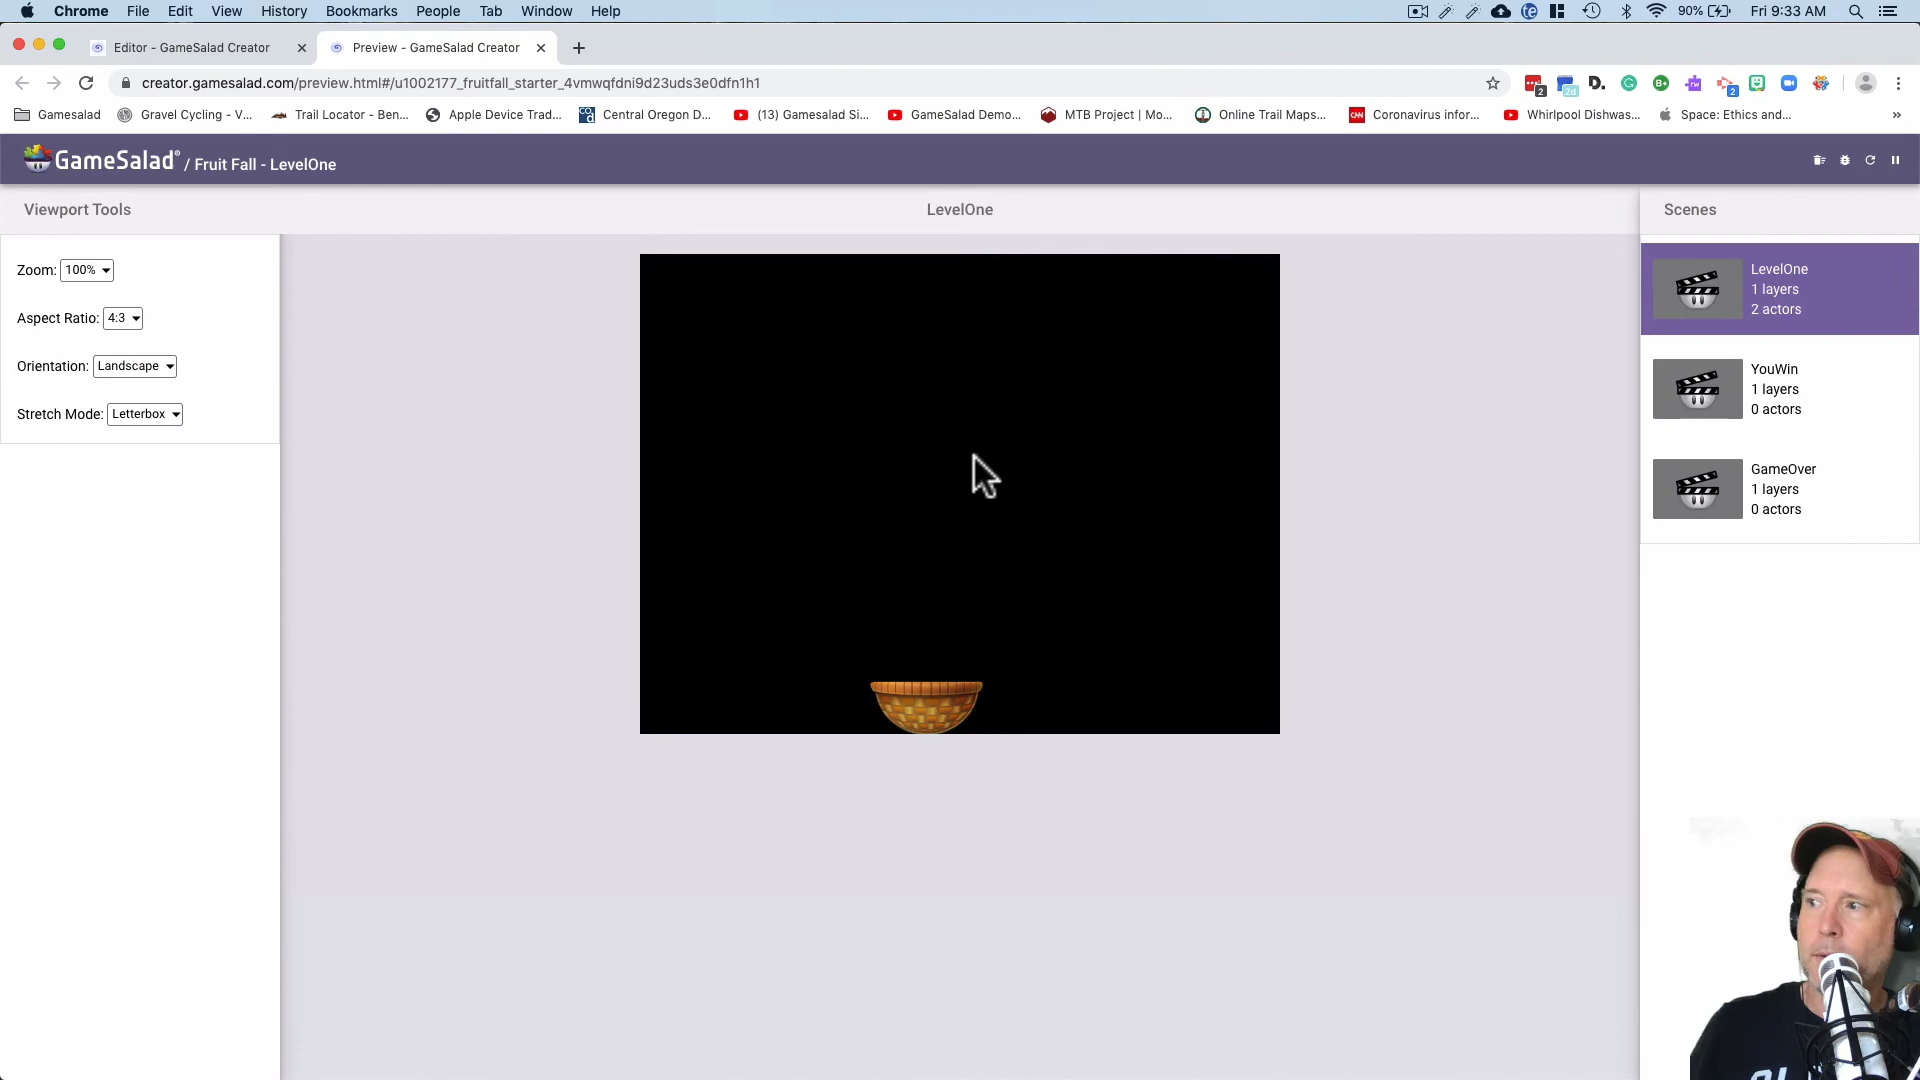 Chrome File Edit View History Bookmarks People Tab Window Help 90% Fri 9:33 AM
Editor - GameSalad Creator Preview - GameSalad Creator
creator.gamesalad.com/preview.html#/u1002177_fruitfall_starter_4vmwqfdni9d23uds3e0dfn1h1
Gamesalad Gravel Cycling - V... Trail Locator - Ben... Apple Device Trad... Central Oregon D... (13) Gamesalad Si... GameSalad Demo... MTB Project | Mo... Online Trail Maps... Coronavirus infor... Whirlpool Dishwas... Space: Ethics and... »
GameSalad® / Fruit Fall - LevelOne
Viewport Tools
LevelOne
Scenes
Zoom: 100%
Aspect Ratio: 4:3
Orientation: Landscape
Stretch Mode: Letterbox
LevelOne
1 layers
2 actors
YouWin
1 layers
0 actors
GameOver
1 layers
0 actors